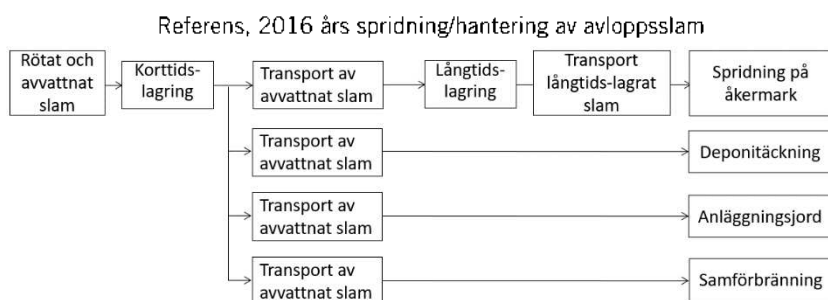 Referens, 2016 års spridning/hantering av avloppsslam
Rötat och
avvattnat
slam
Korttids-
lagring
Transport av
avvattnat slam
Långtids-
lagring
Transport
långtids-lagrat
slam
Spridning på
åkermark
Transport av
avvattnat slam
Deponitäckning
Transport av
avvattnat slam
Anläggningsjord
Transport av
avvattnat slam
Samförbränning